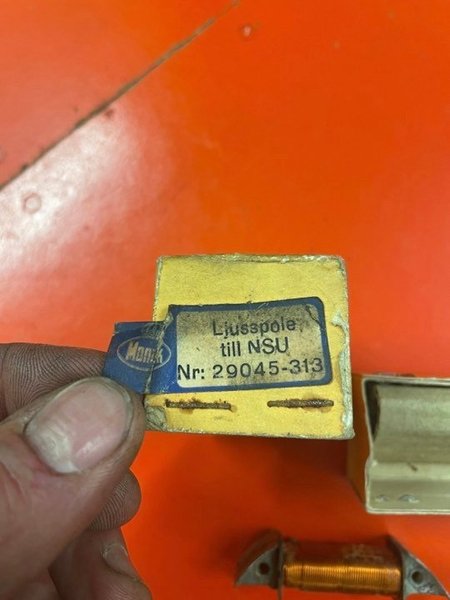 Ljusspole
till NSU
Nr: 29045-313